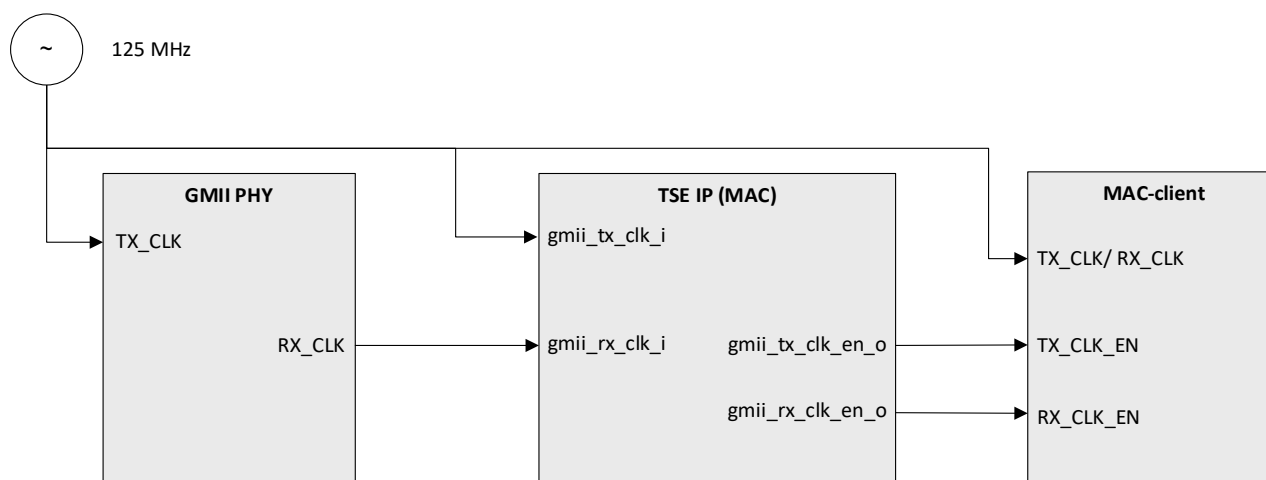 ~
125 MHz
GMII PHY
TX_CLK
RX_CLK
TSE IP (MAC)
gmii_tx_clk_i
gmii_rx_clk_i
gmii_tx_clk_en_o
gmii_rx_clk_en_o
MAC-client
TX_CLK/ RX_CLK
TX_CLK_EN
RX_CLK_EN